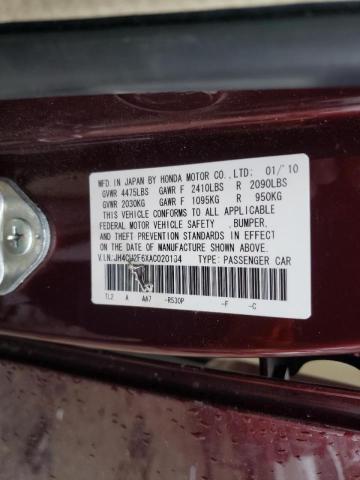 MFD. IN JAPAN BY HONDA MOTOR CO.,LTD: 01/'10
GVWR 4475LBS GAWR F 2410LBS R 2090LBS
GVWR 2030KG GAWR F 1095KG R 950KG
THIS VEHICLE CONFORMS TO ALL APPLICABLE
FEDERAL MOTOR VEHICLE SAFETY , BUMPER,
AND THEFT PREVENTION STANDARDS IN EFFECT
ON THE DATE OF MANUFACTURE SHOWN ABOVE.
V.I.N:JH4CU2F6XAC020134 TYPE: PASSENGER CAR
TL2 A AA7 -R530P -F -C